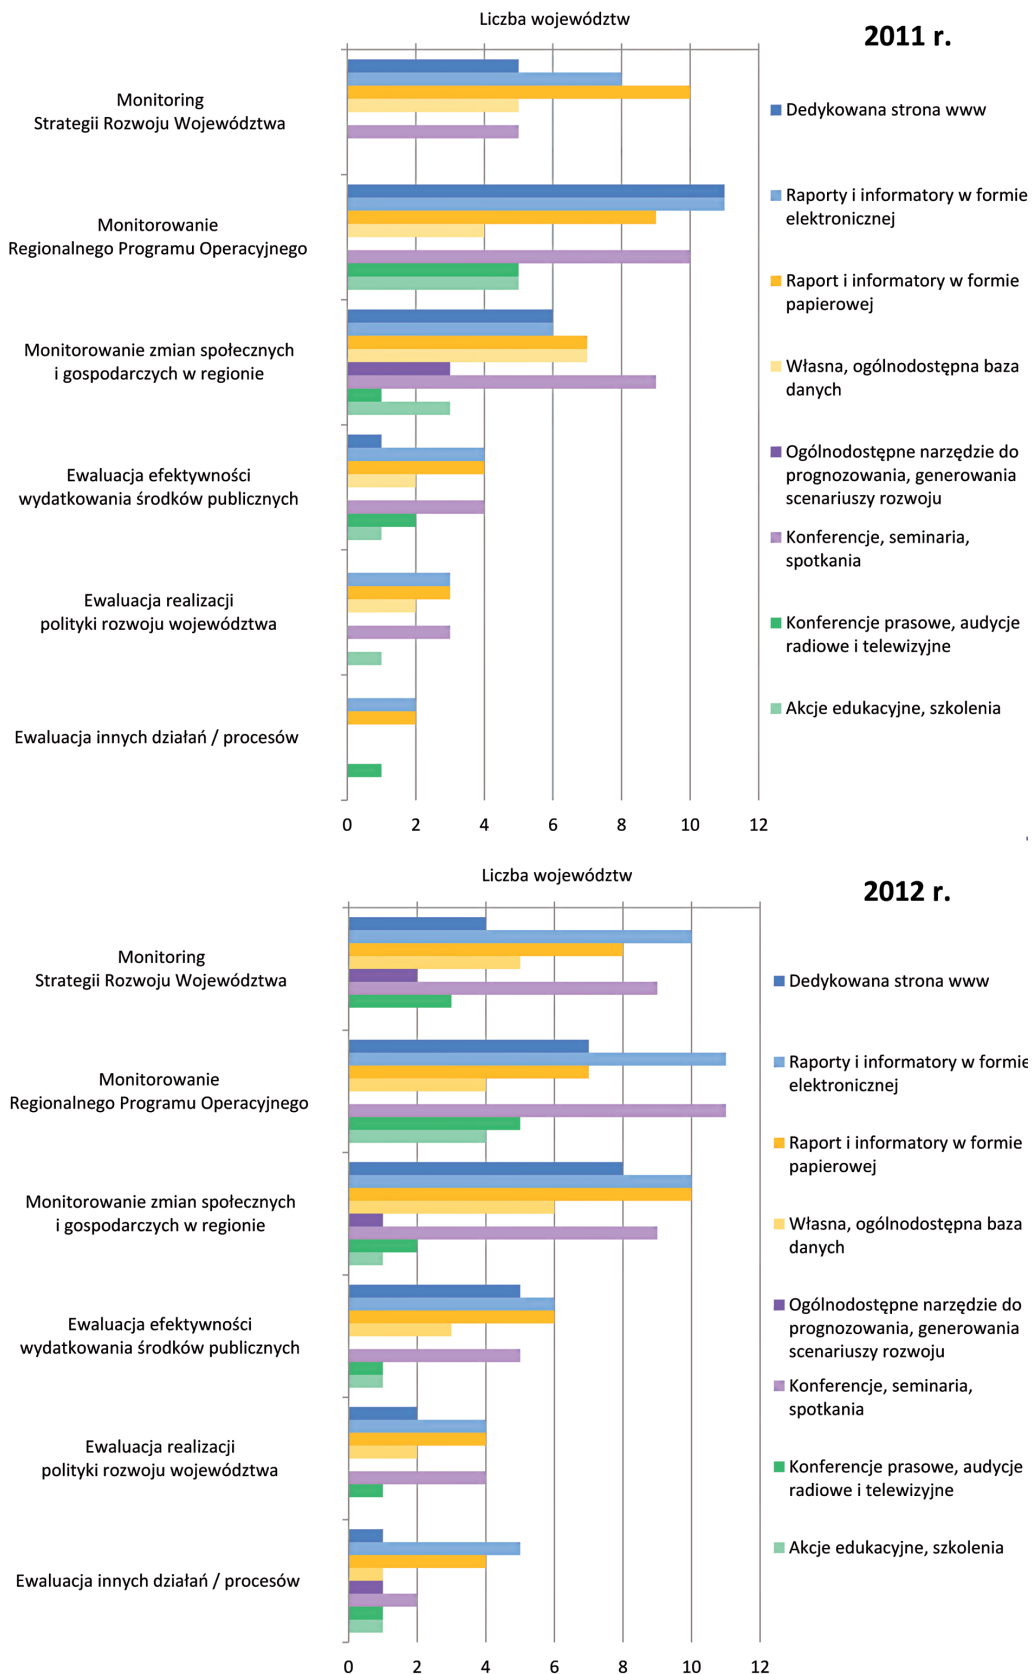 Liczba województw
2011 r.
Monitoring
Strategii Rozwoju Województwa
Monitorowanie
Regionalnego Programu Operacyjnego
Monitorowanie zmian społecznych
i gospodarczych w regionie
Ewaluacja efektywności
wydatkowania środków publicznych
Ewaluacja realizacji
polityki rozwoju województwa
Ewaluacja innych działań / procesów
0 2 4 6 8 10 12
Dedykowana strona www
Raporty i informatory w formie
elektronicznej
Raport i informatory w formie
papierowej
Własna, ogólnodostępna baza
danych
Ogólnodostępne narzędzie do
prognozowania, generowania
scenariuszy rozwoju
Konferencje, seminaria,
spotkania
Konferencje prasowe, audycje
radiowe i telewizyjne
Akcje edukacyjne, szkolenia
Liczba województw
2012 r.
Monitoring
Strategii Rozwoju Województwa
Monitorowanie
Regionalnego Programu Operacyjnego
Monitorowanie zmian społecznych
i gospodarczych w regionie
Ewaluacja efektywności
wydatkowania środków publicznych
Ewaluacja realizacji
polityki rozwoju województwa
Ewaluacja innych działań / procesów
0 2 4 6 8 10 12
Dedykowana strona www
Raporty i informatory w formie
elektronicznej
Raport i informatory w formie
papierowej
Własna, ogólnodostępna baza
danych
Ogólnodostępne narzędzie do
prognozowania, generowania
scenariuszy rozwoju
Konferencje, seminaria,
spotkania
Konferencje prasowe, audycje
radiowe i telewizyjne
Akcje edukacyjne, szkolenia